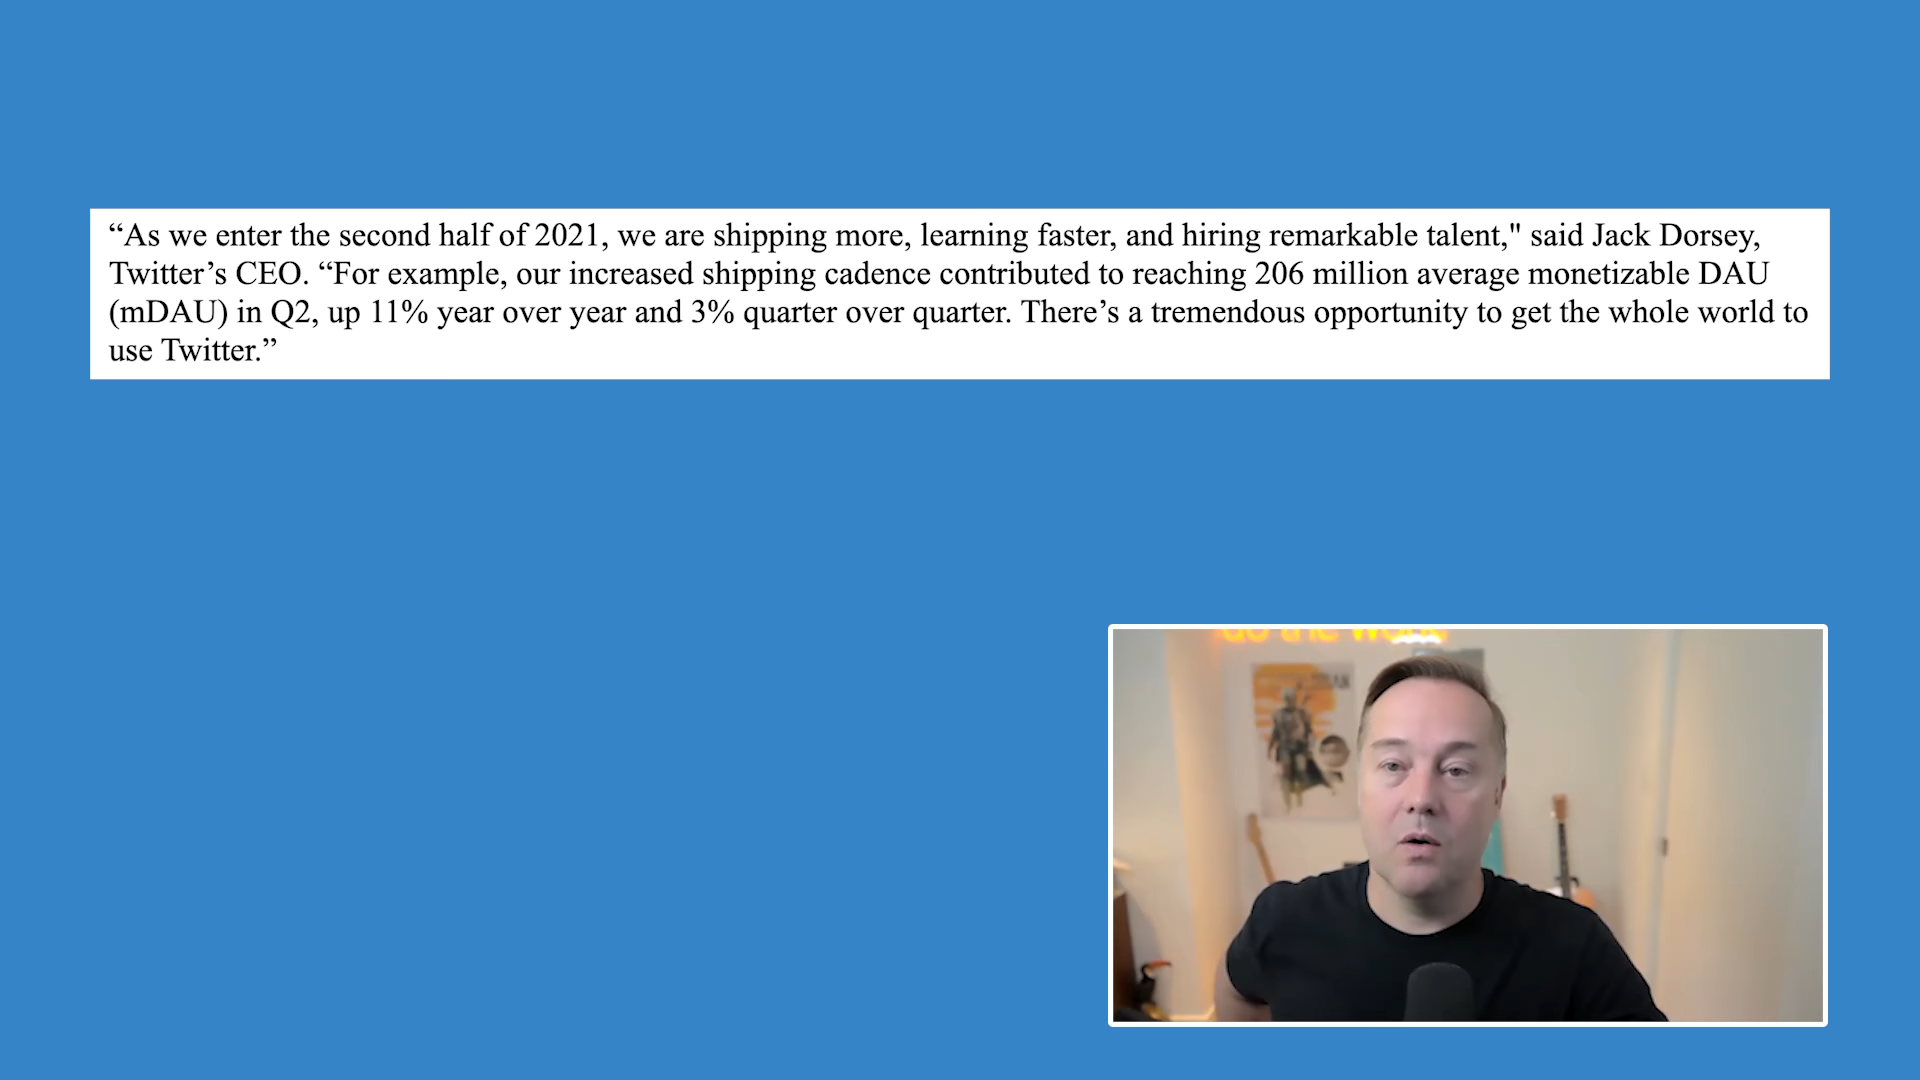 “As we enter the second half of 2021, we are shipping more, learning faster, and hiring remarkable talent," said Jack Dorsey,
Twitter’s CEO. “For example, our increased shipping cadence contributed to reaching 206 million average monetizable DAU
(mDAU) in Q2, up 11% year over year and 3% quarter over quarter. There’s a tremendous opportunity to get the whole world to
use Twitter.”
do the work